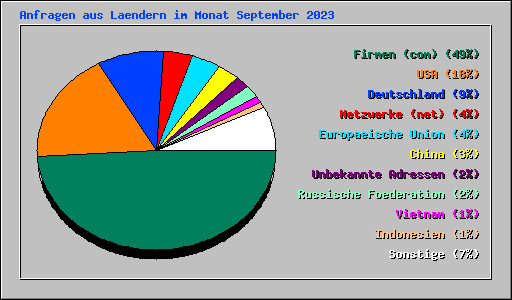 Anfragen aus Laendern im Monat September 2023
Firmen (com) (49%)
USA (18%)
Deutschland (9%)
Netzwerke (net) (4%)
Europaeische Union (4%)
China (3%)
Unbekannte Adressen (2%)
Russische Foederation (2%)
Vietnam (1%)
Indonesien (1%)
Sonstige (7%)